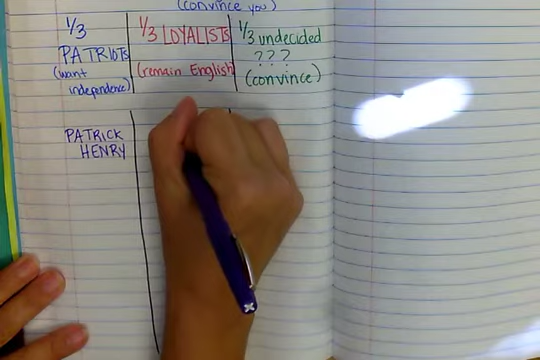 (convince you)
1/3
PATRIOTS
(want
independence)
1/3 LOYALISTS
(remain English)
1/3 undecided
? ? ?
(convince)
PATRICK
HENRY